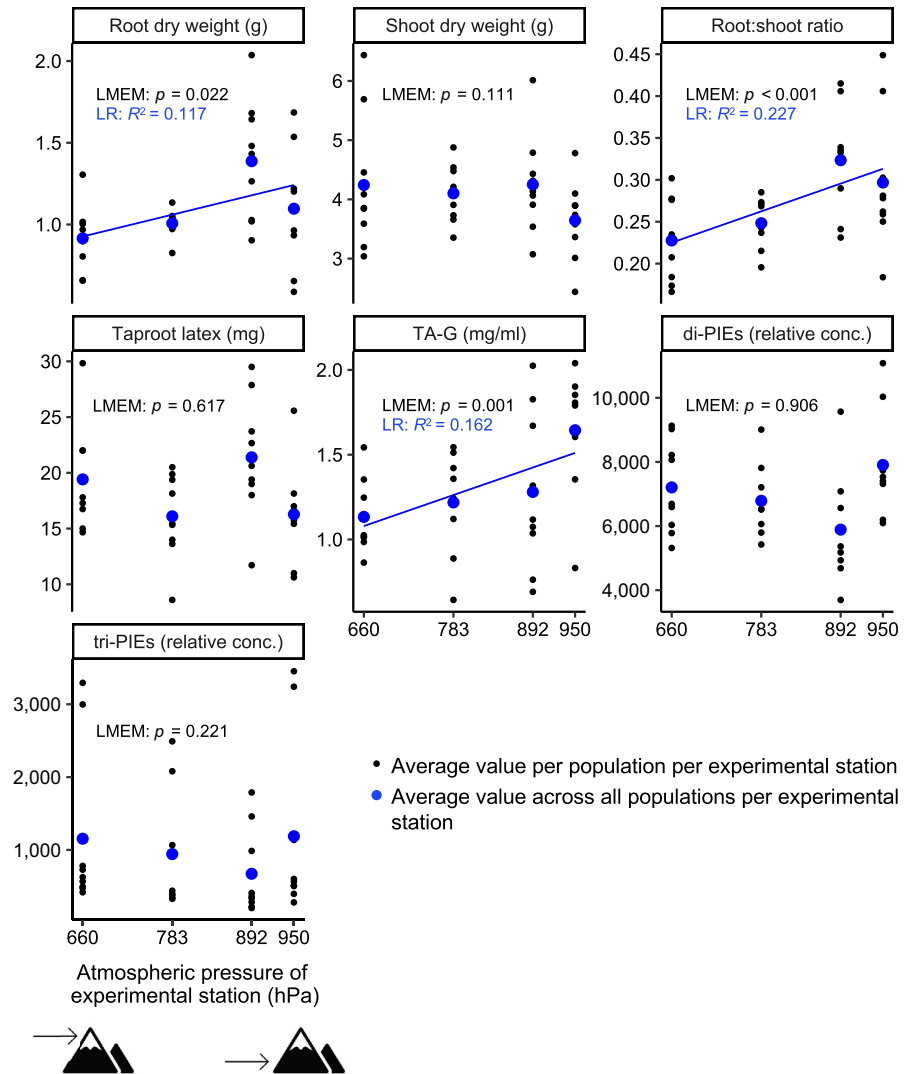 Root dry weight (g)
Shoot dry weight (g)
Root:shoot ratio
2.0
1.5
1.0
LMEM: p = 0.022
LR: R² = 0.117
6
5
4
3
LMEM: p = 0.111
0.45
0.40
0.35
0.30
0.25
0.20
LMEM: p < 0.001
LR: R² = 0.227
Taproot latex (mg)
TA-G (mg/ml)
di-PIEs (relative conc.)
30
25
20
15
10
LMEM: p = 0.617
2.0
1.5
1.0
LMEM: p = 0.001
LR: R² = 0.162
660 783 892 950
10,000
8,000
6,000
4,000
LMEM: p = 0.906
660 783 892 950
tri-PIEs (relative conc.)
3,000
2,000
1,000
LMEM: p = 0.221
660 783 892 950
Atmospheric pressure of
experimental station (hPa)
Average value per population per experimental station
Average value across all populations per experimental
station